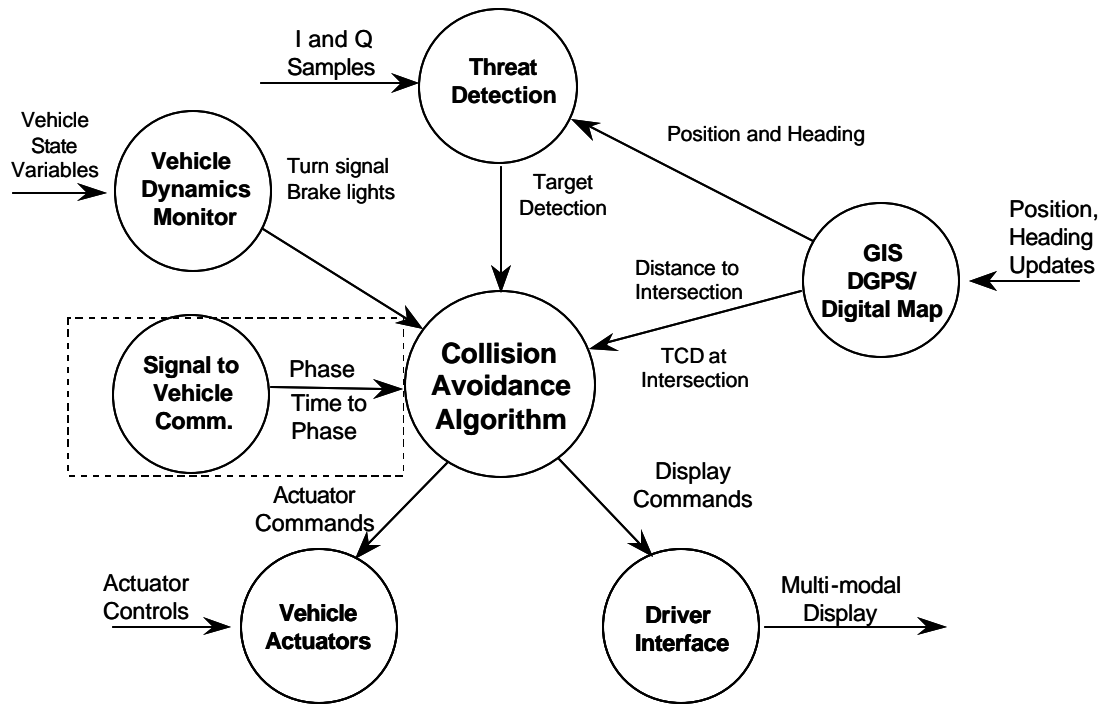 I and Q
Samples
Threat
Detection
Position and Heading
Vehicle
State
Variables
Vehicle
Dynamics
Monitor
Turn signal
Brake lights
Target
Detection
Position,
Heading
Updates
GIS
DGPS/
Digital Map
Distance to
Intersection
TCD at
Intersection
Collision
Avoidance
Algorithm
Signal to
Vehicle
Comm.
Phase
Time to
Phase
Actuator
Commands
Display
Commands
Actuator
Controls
Vehicle
Actuators
Driver
Interface
Multi-modal
Display